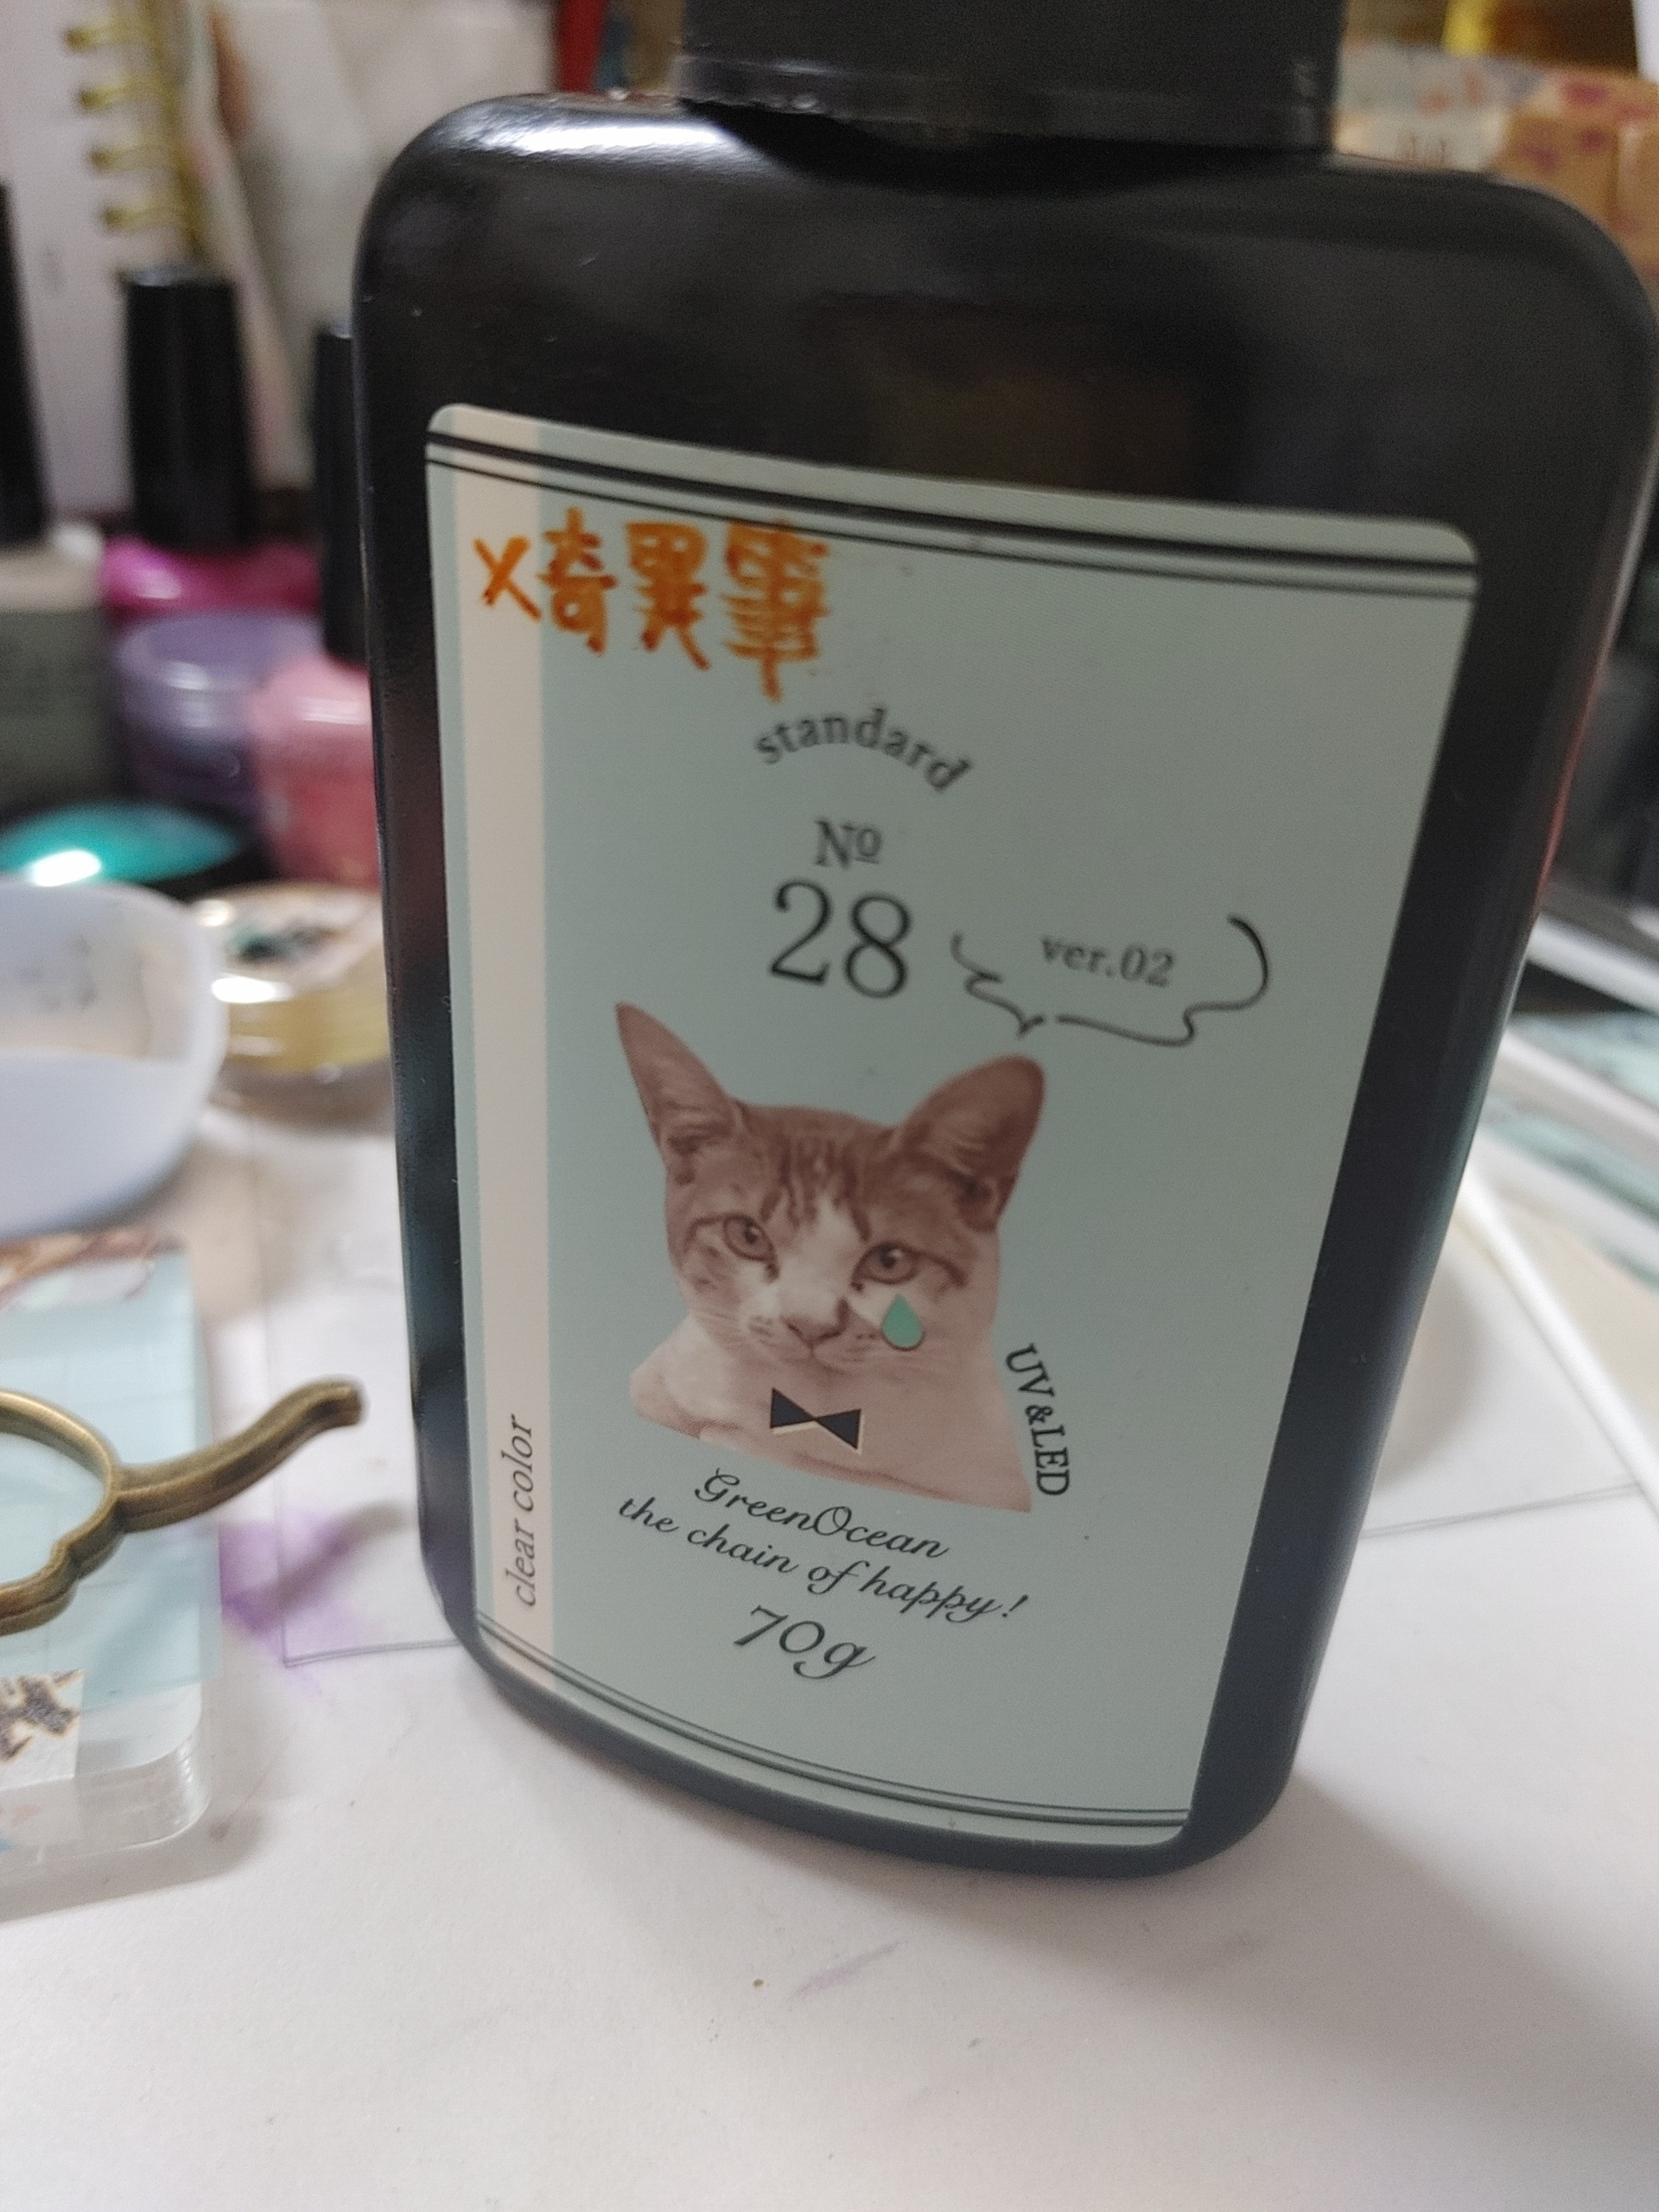 X奇異筆
standard
№
28
ver.02
UV&LED
GreenOcean
the chain of happy!
70g
clear color